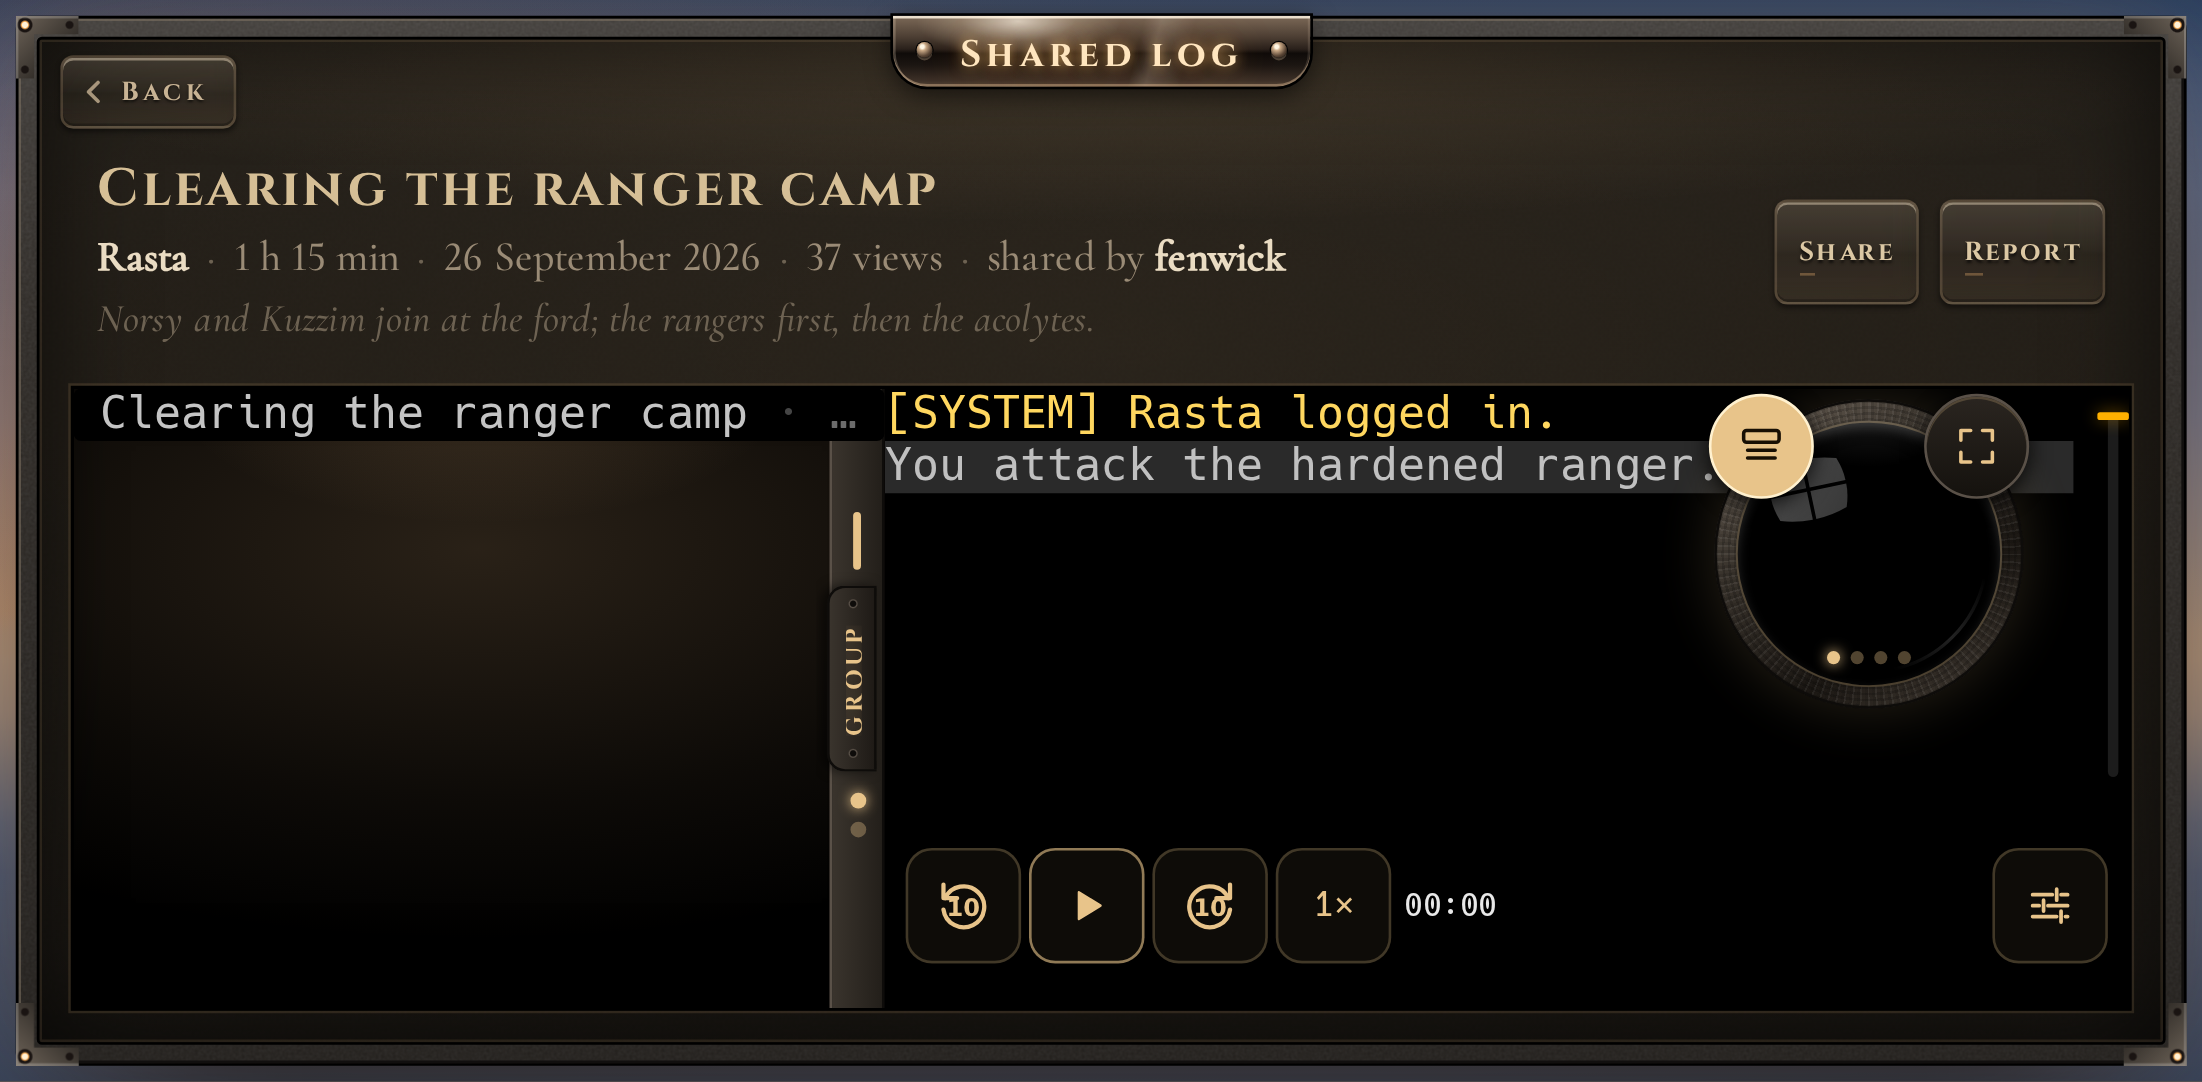 SHARED LOG
BACK
CLEARING THE RANGER CAMP
Rasta · 1 h 15 min · 26 September 2026 · 37 views · shared by fenwick
SHARE
REPORT
Norsy and Kuzzim join at the ford; the rangers first, then the acolytes.
Clearing the ranger camp · …
[SYSTEM] Rasta logged in.
You attack the hardened ranger.
GROUP
10
10
1×
00:00